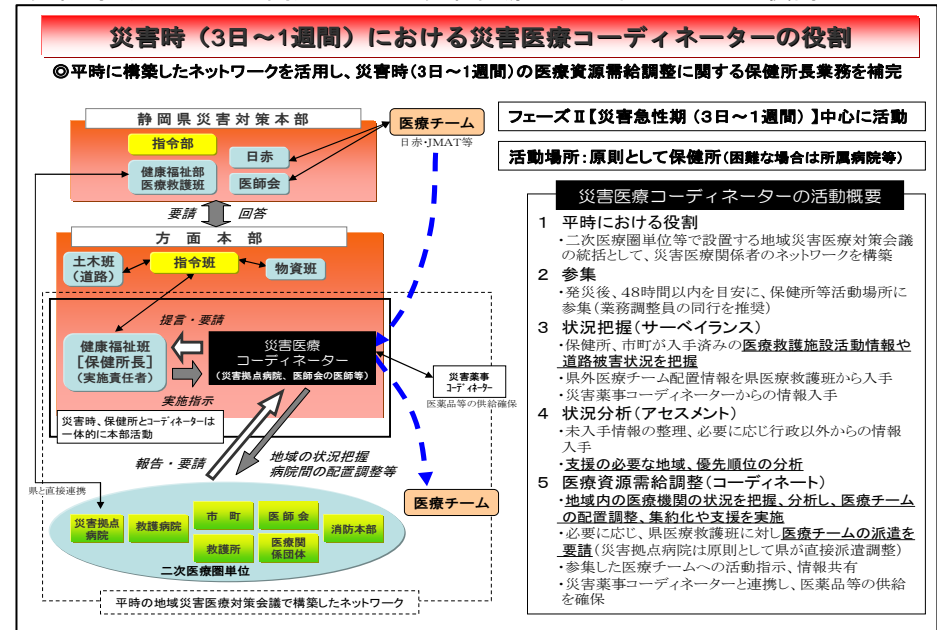 災害時（3日～1週間）における災害医療コーディネーターの役割
◎平時に構築したネットワークを活用し、災害時（3日～1週間）の医療資源需給調整に関する保健所長業務を補完
静岡県災害対策本部
指令部
健康福祉部
医療救護班
日赤
医師会
医療チーム
日赤・JMAT等
要請
回答
方面本部
土木班
（道路）
指令班
物資班
提言・要請
健康福祉班
［保健所長］
（実施責任者）
災害医療
コーディネーター
（災害拠点病院、医師会の医師等）
実施指示
災害時、保健所とコーディネーターは
一体的に本部活動
災害薬事
コーディネーター
医薬品等の供給確保
報告・要請
地域の状況把握
病院間の配置調整等
県と直接連携
医療チーム
災害拠点
病院
救護病院
市町
医師会
消防本部
救護所
医療関
係団体
二次医療圏単位
平時の地域災害医療対策会議で構築したネットワーク
フェーズⅡ【災害急性期（3日～1週間）】中心に活動
活動場所：原則として保健所（困難な場合は所属病院等）
災害医療コーディネーターの活動概要
1 平時における役割
・二次医療圏単位等で設置する地域災害医療対策会議
の統括として、災害医療関係者のネットワークを構築
2 参集
・発災後、48時間以内を目安に、保健所等活動場所に
参集（業務調整員の同行を推奨）
3 状況把握（サーベイランス）
・保健所、市町が入手済みの医療救護施設活動情報や
道路被害状況を把握
・県外医療チーム配置情報を県医療救護班から入手
・災害薬事コーディネーターからの情報入手
4 状況分析（アセスメント）
・未入手情報の整理、必要に応じ行政以外からの情報
入手
・支援の必要な地域、優先順位の分析
5 医療資源需給調整（コーディネート）
・地域内の医療機関の状況を把握、分析し、医療チーム
の配置調整、集約化や支援を実施
・必要に応じ、県医療救護班に対し医療チームの派遣を
要請（災害拠点病院は原則として県が直接派遣調整）
・参集した医療チームへの活動指示、情報共有
・災害薬事コーディネーターと連携し、医薬品等の供給
を確保